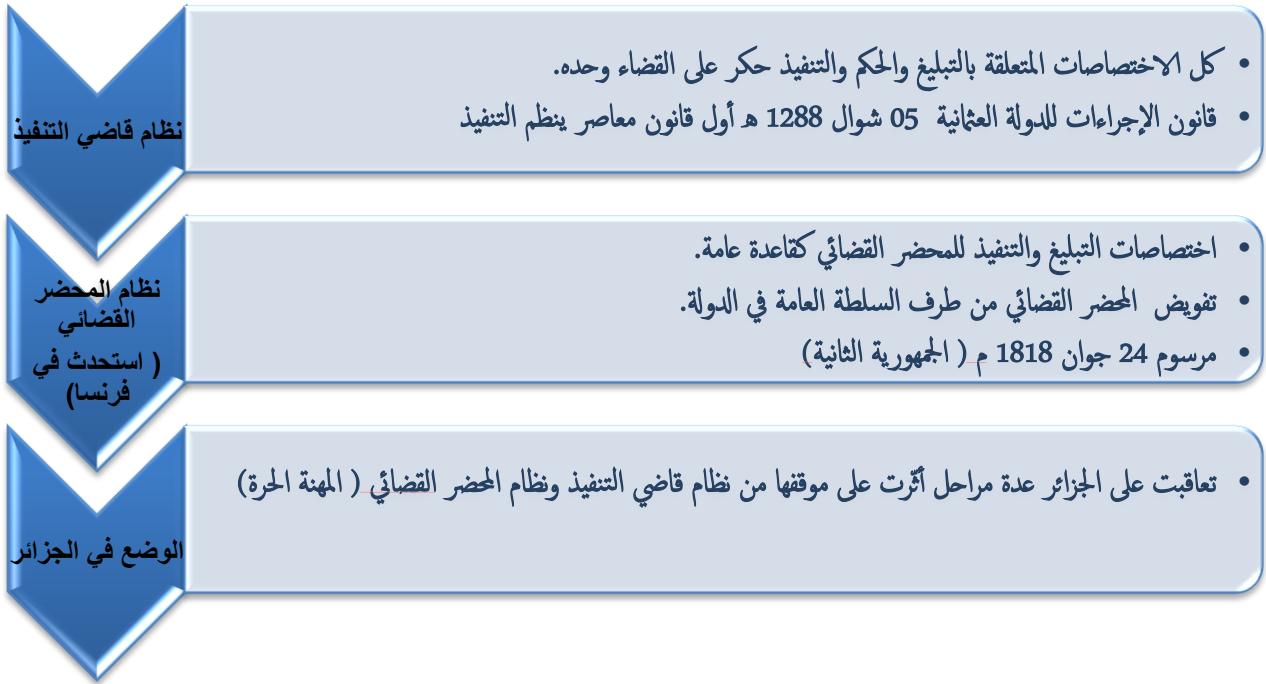 نظام قاضي التنفيذ
• كل الاختصاصات المتعلقة بالتبليغ والحكم والتنفيذ حكر على القضاء وحده.
• قانون الإجراءات للدولة العثمانية 05 شوال 1288 هـ أول قانون معاصر ينظم التنفيذ
نظام المحضر
القضائي
( استحدث في
فرنسا)
• اختصاصات التبليغ والتنفيذ للمحضر القضائي كقاعدة عامة.
• تفويض المحضر القضائي من طرف السلطة العامة في الدولة.
• مرسوم 24 جوان 1818 م ( الجمهورية الثانية)
الوضع في الجزائر
• تعاقبت على الجزائر عدة مراحل أثّرت على موقفها من نظام قاضي التنفيذ ونظام المحضر القضائي ( المهنة الحرة)